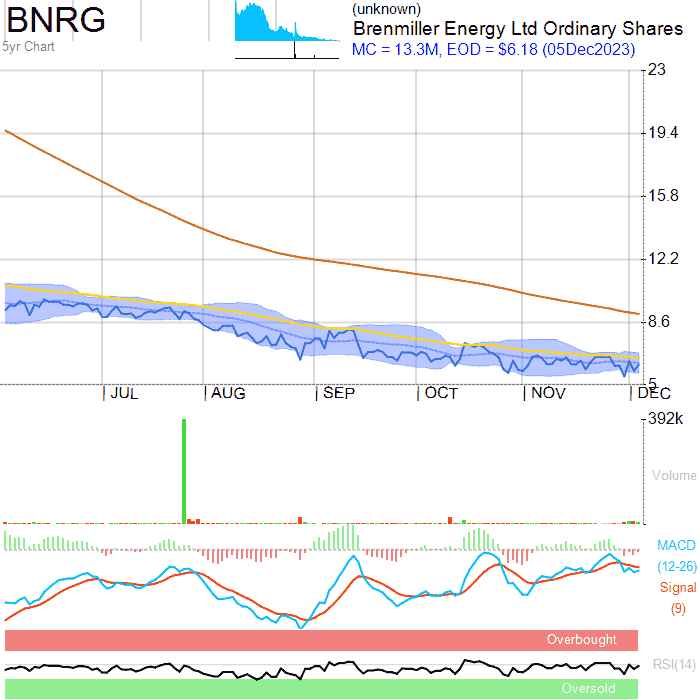 BNRG
5yr Chart
(unknown)
Brenmiller Energy Ltd Ordinary Shares
MC = 13.3M, EOD = $6.18 (05Dec2023)
23
19.4
15.8
12.2
8.6
5
JUL AUG SEP OCT NOV DEC
392k
Volume
MACD
(12-26)
Signal
(9)
Overbought
RSI(14)
Oversold